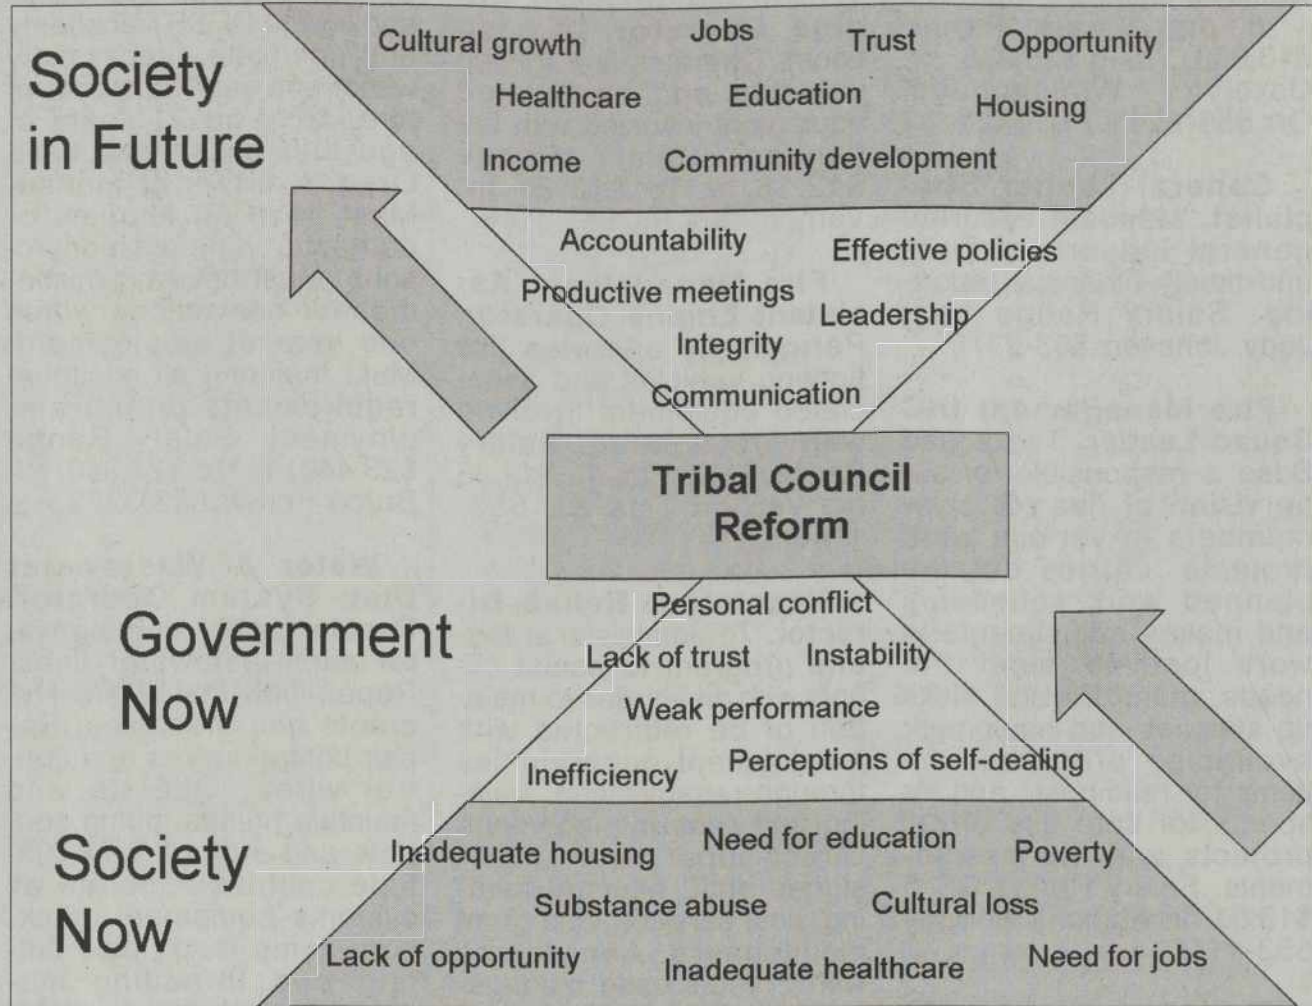 Society
in Future
Cultural growth Jobs Trust Opportunity
Healthcare Education Housing
Income Community development
Accountability Effective policies
Productive meetings
Leadership
Integrity
Communication
Tribal Council
Reform
Government
Now
Personal conflict
Lack of trust Instability
Weak performance
Inefficiency Perceptions of self-dealing
Society
Now
Inadequate housing Need for education Poverty
Substance abuse Cultural loss
Lack of opportunity Inadequate healthcare Need for jobs